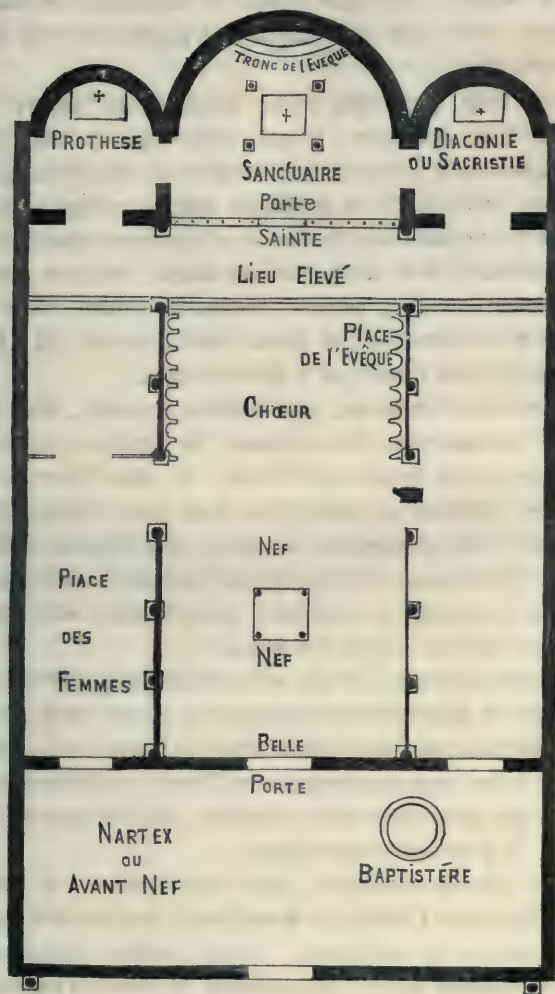 TRONC DE l'EVEQUE
PROTHESE
DIACONIE
OU SACRISTIE
SANCTUAIRE
PORTE
SAINTE
LIEU ELEVÉ
PLACE
DE l'EVÊQUE
CHŒUR
NEF
PLACE
DES
FEMMES
NEF
BELLE
PORTE
NARTEX
OU
AVANT NEF
BAPTISTÉRE